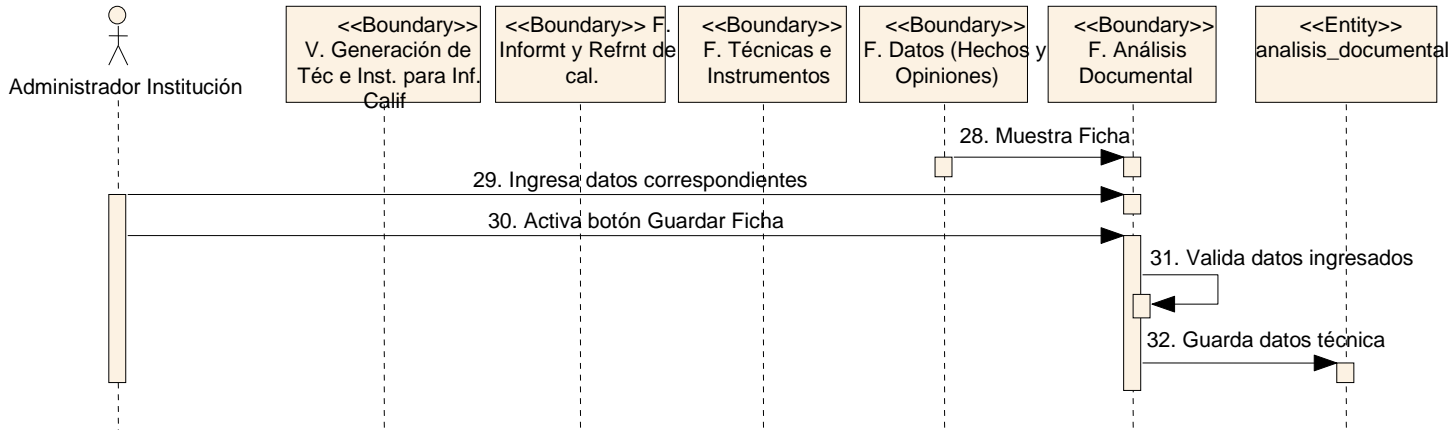 Administrador Institución
<<Boundary>>
V. Generación de
Téc e Inst. para Inf.
Calif
<<Boundary>> F.
Informt y Refrnt de
cal.
<<Boundary>>
F. Técnicas e
Instrumentos
<<Boundary>>
F. Datos (Hechos y
Opiniones)
<<Boundary>>
F. Análisis
Documental
<<Entity>>
analisis_documental
28. Muestra Ficha
29. Ingresa datos correspondientes
30. Activa botón Guardar Ficha
31. Valida datos ingresados
32. Guarda datos técnica